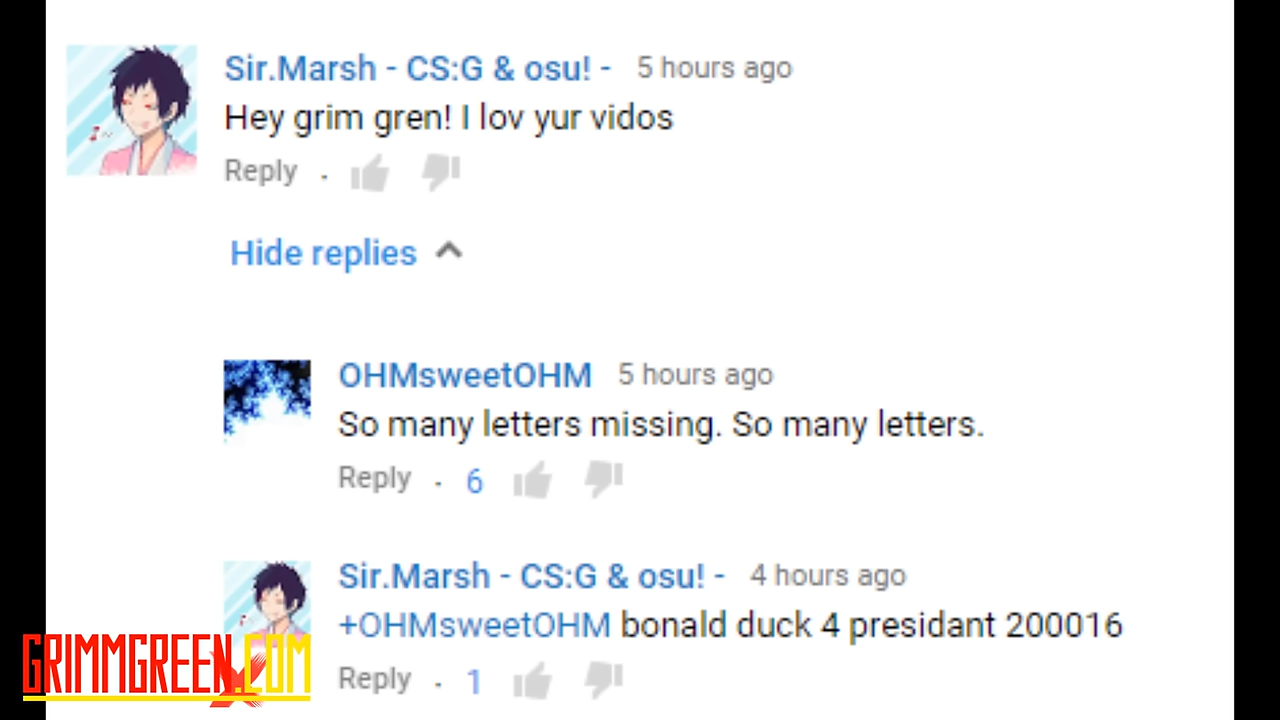 Sir.Marsh - CS:G & osu! - 5 hours ago
Hey grim gren! I lov yur vidos
Reply .
Hide replies
OHMsweetOHM 5 hours ago
So many letters missing. So many letters.
Reply . 6
Sir.Marsh - CS:G & osu! - 4 hours ago
+OHMsweetOHM bonald duck 4 presidant 200016
GRIMMGREEN.COM
Reply . 1